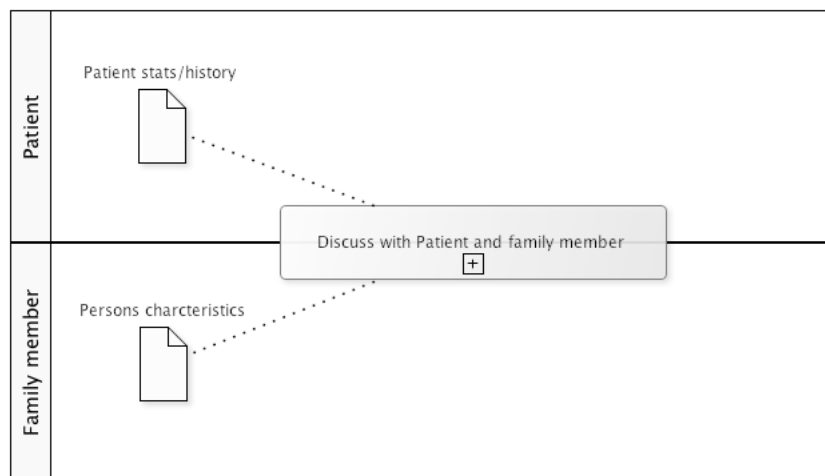 Patient
Patient stats/history
Discuss with Patient and family member
+
Family member
Persons charcteristics